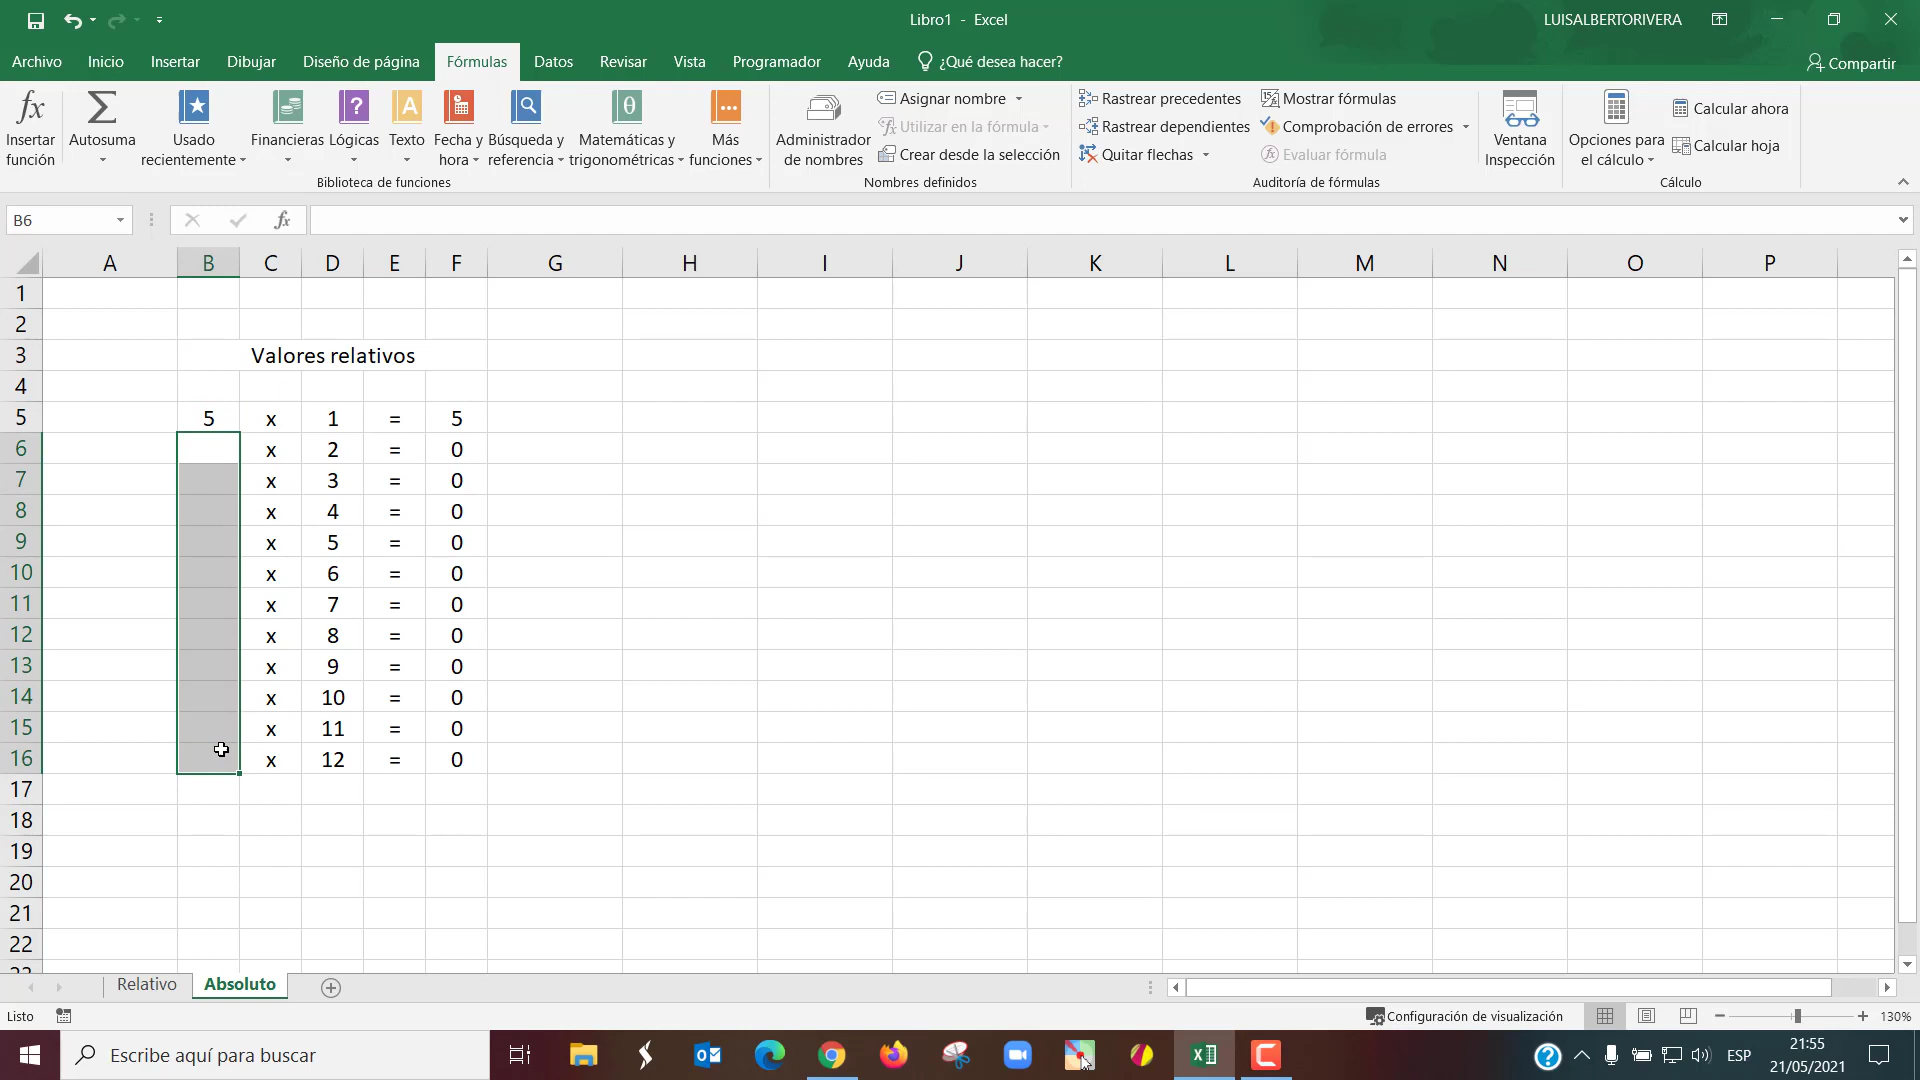 Libro1 - Excel
LUISALBERTORIVERA
Archivo Inicio Insertar Dibujar Diseño de página Fórmulas Datos Revisar Vista Programador Ayuda ¿Qué desea hacer? Compartir
Insertar función
Autosuma
Usado recientemente
Financieras
Lógicas
Texto
Fecha y hora
Búsqueda y referencia
Matemáticas y trigonométricas
Más funciones
Biblioteca de funciones
Administrador de nombres
Asignar nombre
Utilizar en la fórmula
Crear desde la selección
Nombres definidos
Rastrear precedentes
Rastrear dependientes
Quitar flechas
Mostrar fórmulas
Comprobación de errores
Evaluar fórmula
Auditoría de fórmulas
Ventana Inspección
Opciones para el cálculo
Calcular ahora
Calcular hoja
Cálculo
B6
fx
A B C D E F G H I J K L M N O P
1
2
3 Valores relativos
4
5 5 x 1 = 5
6 x 2 = 0
7 x 3 = 0
8 x 4 = 0
9 x 5 = 0
10 x 6 = 0
11 x 7 = 0
12 x 8 = 0
13 x 9 = 0
14 x 10 = 0
15 x 11 = 0
16 x 12 = 0
17
18
19
20
21
22
23
Relativo Absoluto
Listo
Configuración de visualización
130%
Escribe aquí para buscar
ESP
21:55
21/05/2021